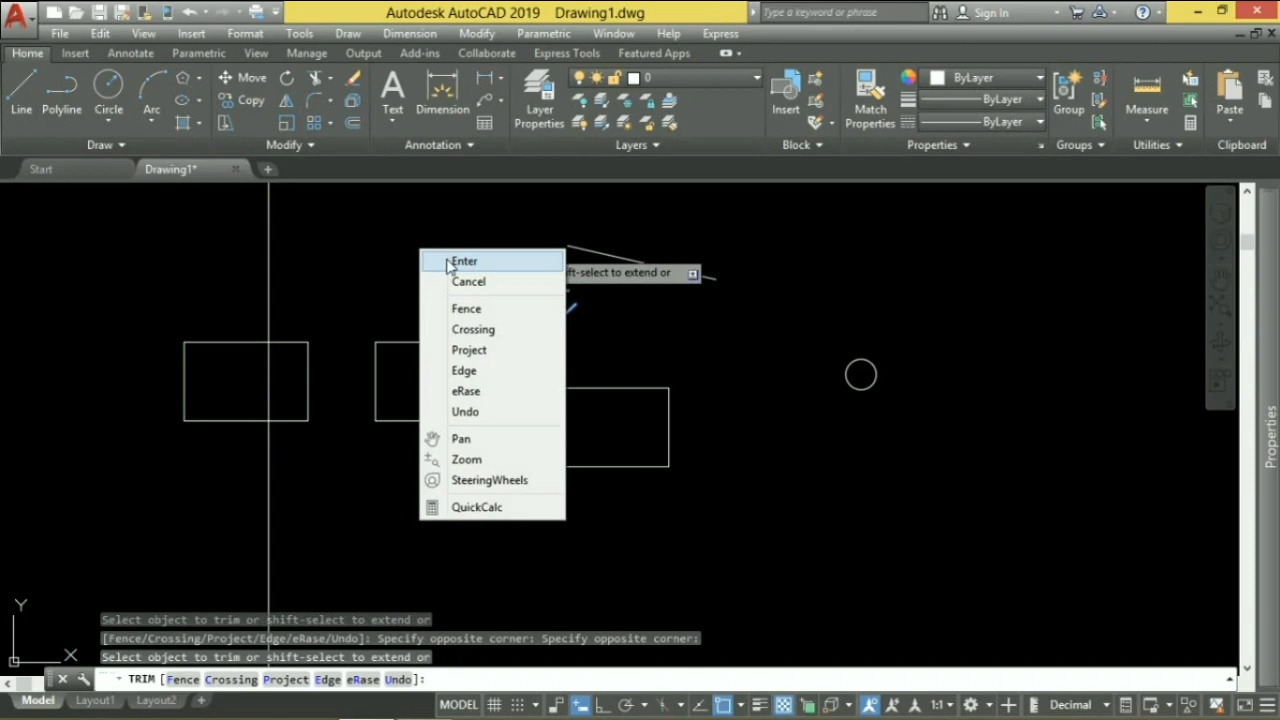 Autodesk AutoCAD 2019 Drawing1.dwg
Type a keyword or phrase
Sign In
File Edit View Insert Format Tools Draw Dimension Modify Parametric Window Help Express
Home Insert Annotate Parametric View Manage Output Add-ins Collaborate Express Tools Featured Apps
Line Polyline Circle Arc
Move
Copy
Text Dimension
Layer
Properties
0
Insert
Match
Properties
ByLayer
ByLayer
ByLayer
Group
Measure
Paste
Draw Modify Annotation Layers Block Properties Groups Utilities Clipboard
Start Drawing1*
Enter
Cancel
Fence
Crossing
Project
Edge
eRase
Undo
Pan
Zoom
SteeringWheels
QuickCalc
ft-select to extend or
Properties
Y
X
Select object to trim or shift-select to extend or
[Fence/Crossing/Project/Edge/eRase/Undo]: Specify opposite corner: Specify opposite corner:
Select object to trim or shift-select to extend or
TRIM [Fence Crossing Project Edge eRase Undo]:
Model Layout1 Layout2 +
MODEL
1:1
Decimal